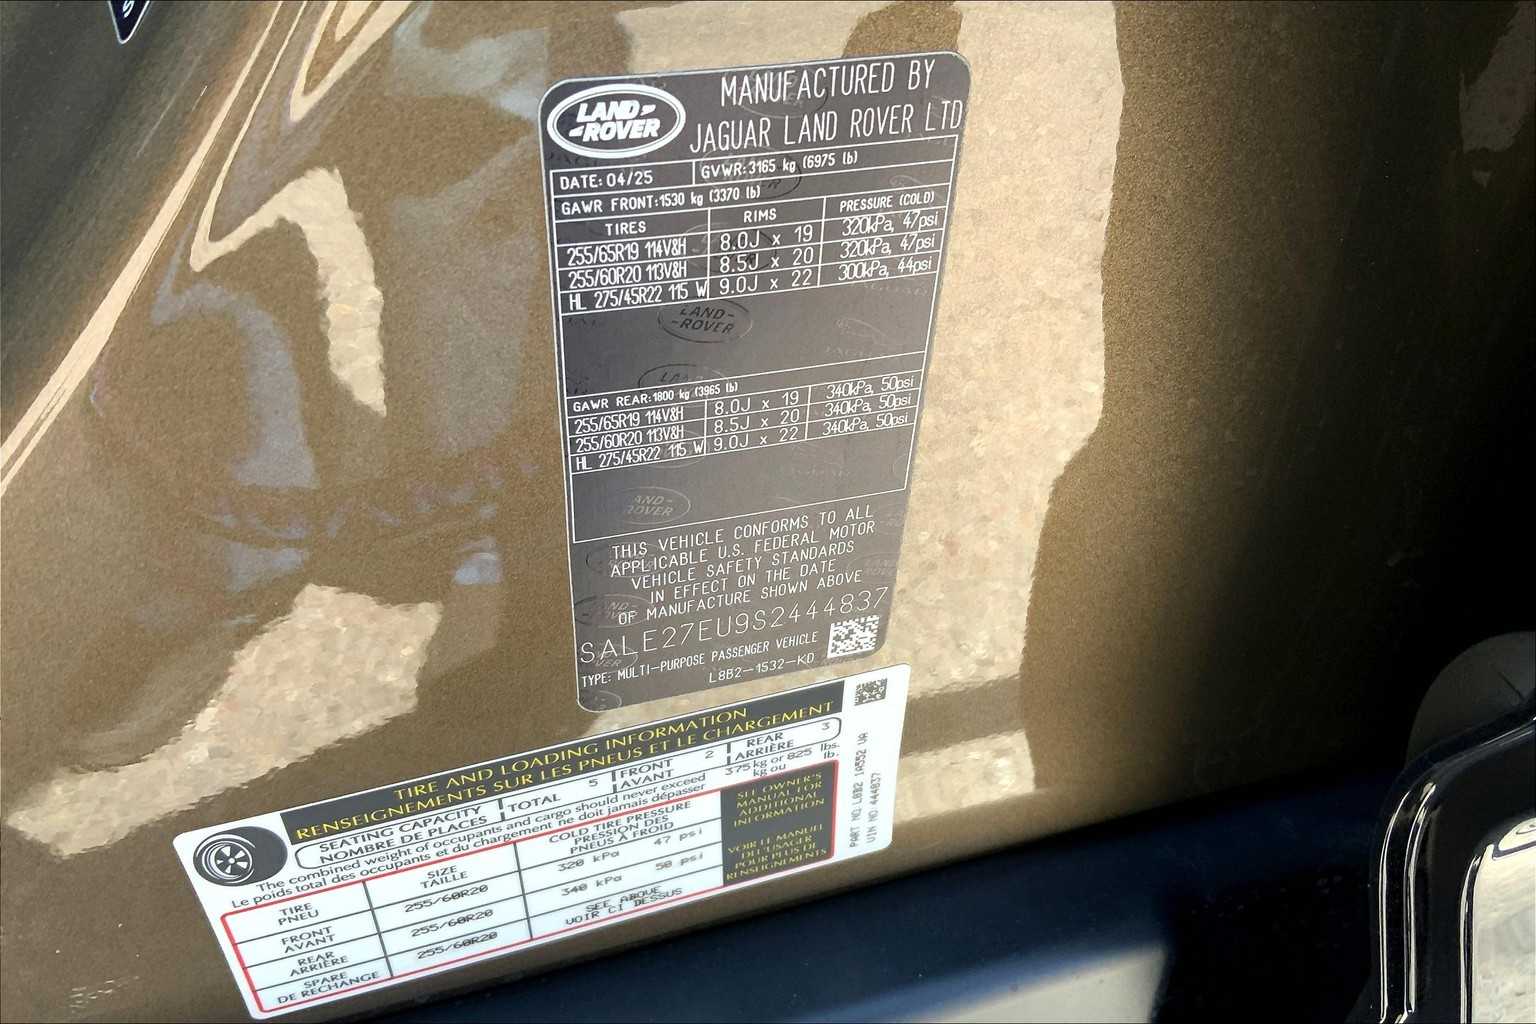 LAND-
-ROVER
MANUFACTURED BY
JAGUAR LAND ROVER LTD
DATE: 04/25 GVWR: 3165 kg (6975 lb)
GAWR FRONT: 1530 kg (3370 lb)
TIRES RIMS PRESSURE (COLD)
255/65R19 114V&H 8.0J x 19 320kPa, 47psi
255/60R20 113V&H 8.5J x 20 320kPa, 47psi
HL 275/45R22 115 W 9.0J x 22 300kPa, 44psi
LAND-
-ROVER
GAWR REAR: 1800 kg (3965 lb)
255/65R19 114V&H 8.0J x 19 340kPa, 50psi
255/60R20 113V&H 8.5J x 20 340kPa, 50psi
HL 275/45R22 115 W 9.0J x 22 340kPa, 50psi
THIS VEHICLE CONFORMS TO ALL
APPLICABLE U.S. FEDERAL MOTOR
VEHICLE SAFETY STANDARDS
IN EFFECT ON THE DATE
OF MANUFACTURE SHOWN ABOVE
SALE27EU9S2444837
TYPE: MULTI-PURPOSE PASSENGER VEHICLE
L8B2-1532-KD
TIRE AND LOADING INFORMATION
RENSEIGNEMENTS SUR LES PNEUS ET LE CHARGEMENT
SEATING CAPACITY TOTAL 5 FRONT 2 REAR 3
NOMBRE DE PLACES AVANT ARRIÈRE
The combined weight of occupants and cargo should never exceed 375 kg or 825 lbs.
Le poids total des occupants et du chargement ne doit jamais dépasser kg ou lb.
TIRE SIZE COLD TIRE PRESSURE
PNEU TAILLE PRESSION DES
PNEUS À FROID
FRONT 255/60R20 320 kPa 47 psi
AVANT
REAR 255/60R20 340 kPa 50 psi
ARRIÈRE
SPARE 255/60R20 SEE ABOVE
DE RECHANGE VOIR CI DESSUS
SEE OWNER'S
MANUAL FOR
ADDITIONAL
INFORMATION
VOIR LE MANUEL
DE L'USAGER
POUR PLUS DE
RENSEIGNEMENTS
PART NO: L8B2 1A552 VA
VIN NO: 444837